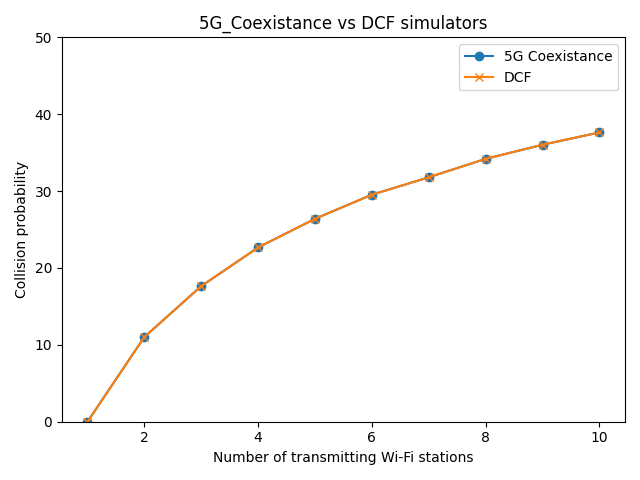 5G_Coexistance vs DCF simulators
5G Coexistance
DCF
Collision probability
50
40
30
20
10
0
2 4 6 8 10
Number of transmitting Wi-Fi stations